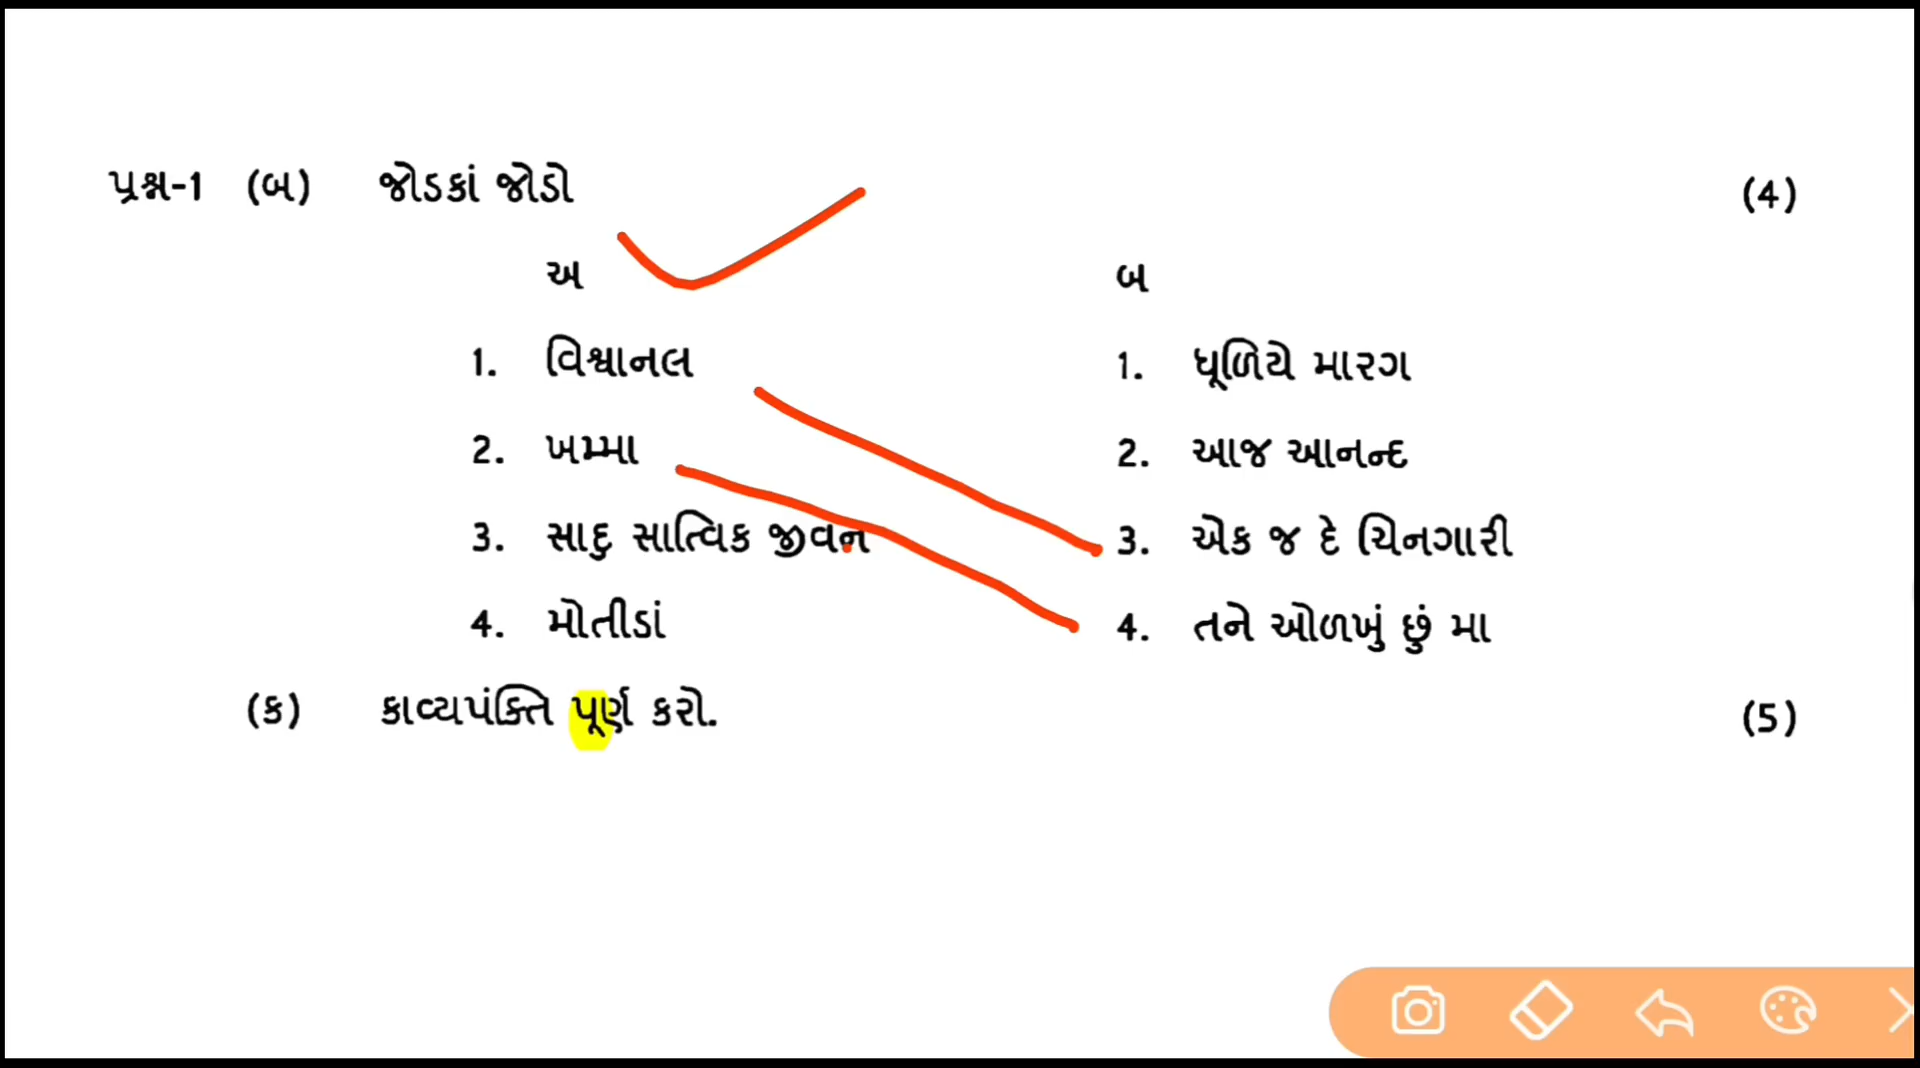 પ્રશ્ન-1 (બ) જોડકાં જોડો (4)
અ બ
1. વિશ્વાનલ 1. ધૂળિયે મારગ
2. ખમ્મા 2. આજ આનન્દ
3. સાદુ સાત્વિક જીવન 3. એક જ દે ચિનગારી
4. મોતીડાં 4. તને ઓળખું છું મા
(ક) કાવ્યપંક્તિ પૂર્ણ કરો. (5)